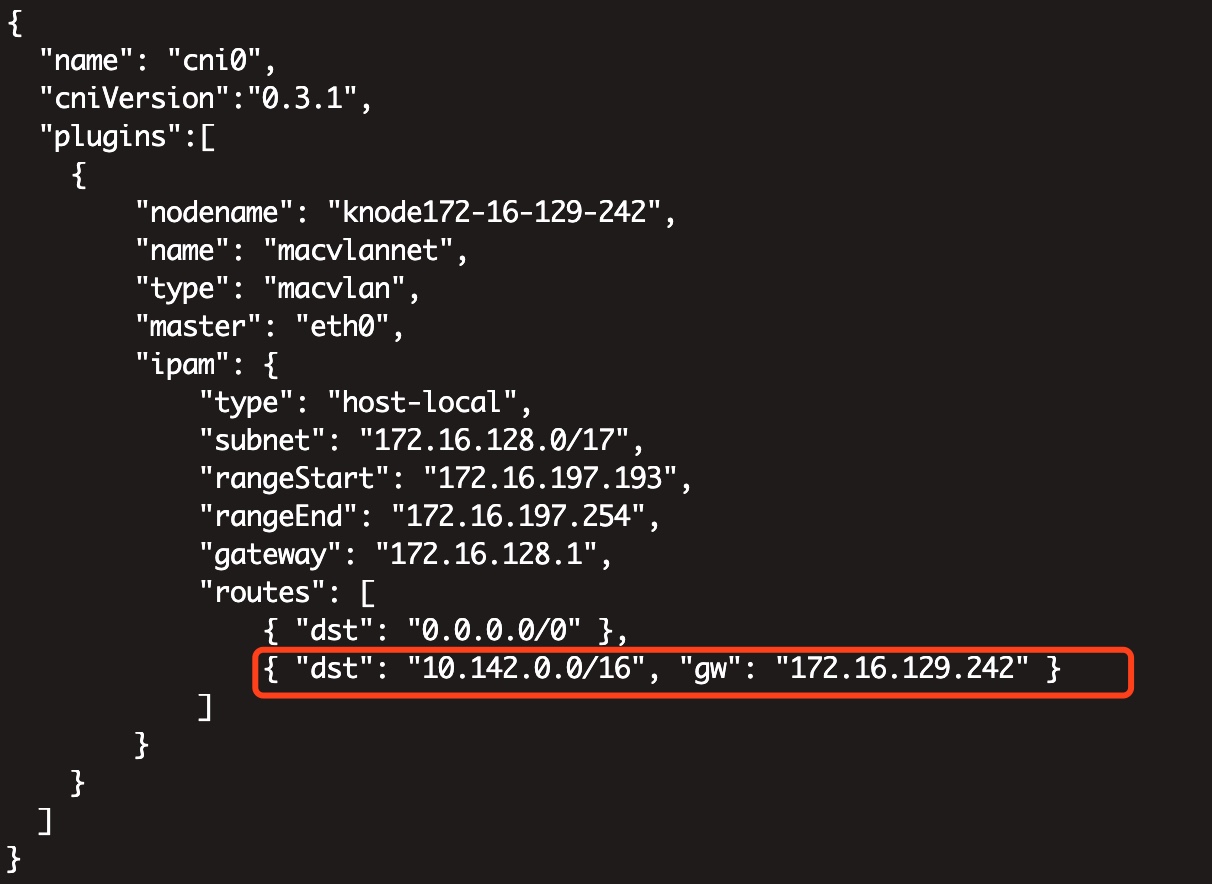 {
  "name": "cni0",
  "cniVersion":"0.3.1",
  "plugins":[
    {
        "nodename": "knode172-16-129-242",
        "name": "macvlannet",
        "type": "macvlan",
        "master": "eth0",
        "ipam": {
            "type": "host-local",
            "subnet": "172.16.128.0/17",
            "rangeStart": "172.16.197.193",
            "rangeEnd": "172.16.197.254",
            "gateway": "172.16.128.1",
            "routes": [
                { "dst": "0.0.0.0/0" },
                { "dst": "10.142.0.0/16", "gw": "172.16.129.242" }
            ]
        }
    }
  ]
}